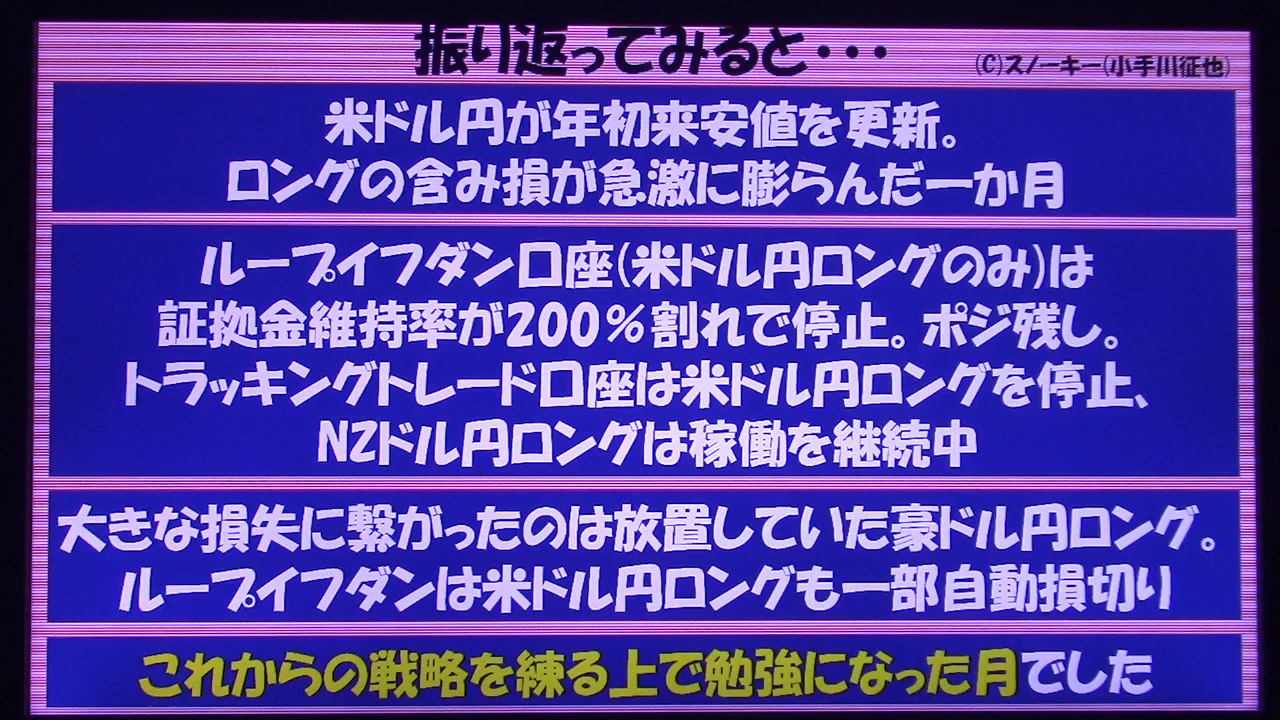 振り返ってみると・・・
(C)スノーキー(小手川征也)
米ドル円が年初来安値を更新。
ロングの含み損が急激に膨らんだ一か月
ループイフダン口座(米ドル円ロングのみ)は
証拠金維持率が200%割れで停止。ポジ残し。
トラッキングトレード口座は米ドル円ロングを停止、
NZドル円ロングは稼働を継続中
大きな損失に繋がったのは放置していた豪ドル円ロング。
ループイフダンは米ドル円ロングも一部自動損切り
これからの戦略を練る上で勉強になった月でした